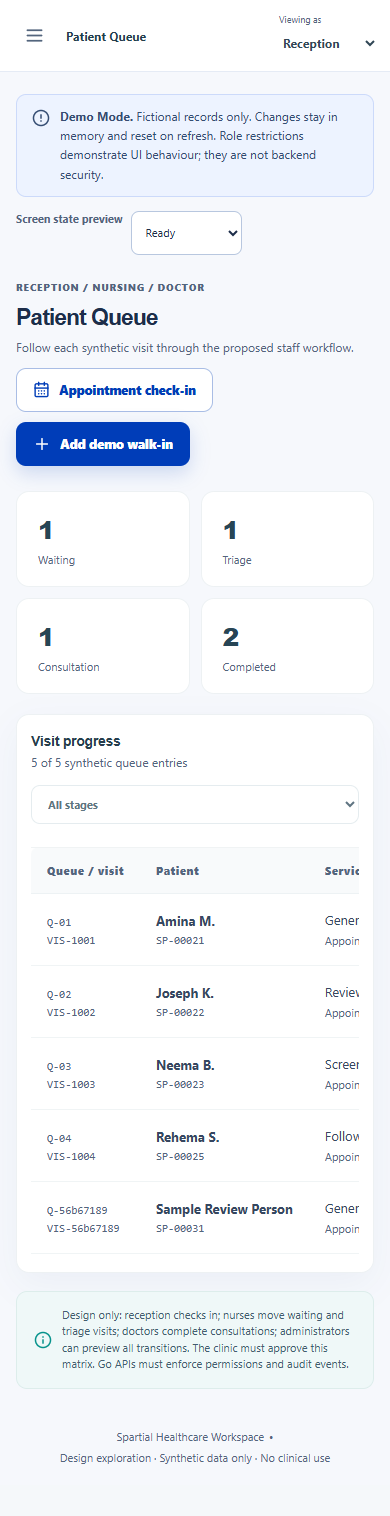 Viewing as
Patient Queue
Reception
Demo Mode. Fictional records only. Changes stay in
memory and reset on refresh. Role restrictions
demonstrate UI behaviour; they are not backend
security.
Screen state preview
Ready
RECEPTION / NURSING / DOCTOR
Patient Queue
Follow each synthetic visit through the proposed staff workflow.
Appointment check-in
Add demo walk-in
1
Waiting
1
Triage
1
Consultation
2
Completed
Visit progress
5 of 5 synthetic queue entries
All stages
Queue / visit Patient Servic
Q-01 Amina M. Gener
VIS-1001 SP-00021 Appoin
Q-02 Joseph K. Review
VIS-1002 SP-00022 Appoin
Q-03 Neema B. Screen
VIS-1003 SP-00023 Appoin
Q-04 Rehema S. Follow
VIS-1004 SP-00025 Appoin
Q-56b67189 Sample Review Person Gener
VIS-56b67189 SP-00031 Appoin
Design only: reception checks in; nurses move waiting and
triage visits; doctors complete consultations; administrators
can preview all transitions. The clinic must approve this
matrix. Go APIs must enforce permissions and audit events.
Spartial Healthcare Workspace •
Design exploration · Synthetic data only · No clinical use